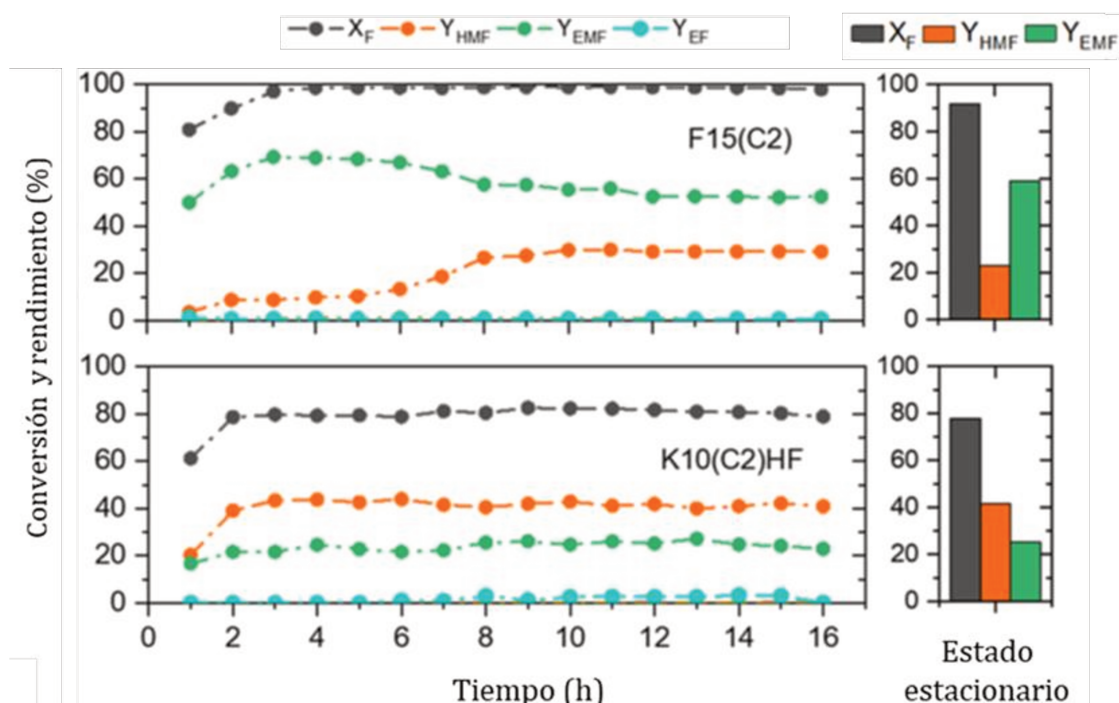 X_F Y_HMF Y_EMF Y_EF
X_F Y_HMF Y_EMF
Conversión y rendimiento (%)
100
80
60
40
20
0
F15(C2)
100
80
60
40
20
0
100
80
60
40
20
0
K10(C2)HF
0 2 4 6 8 10 12 14 16
Tiempo (h)
100
80
60
40
20
0
Estado
estacionario